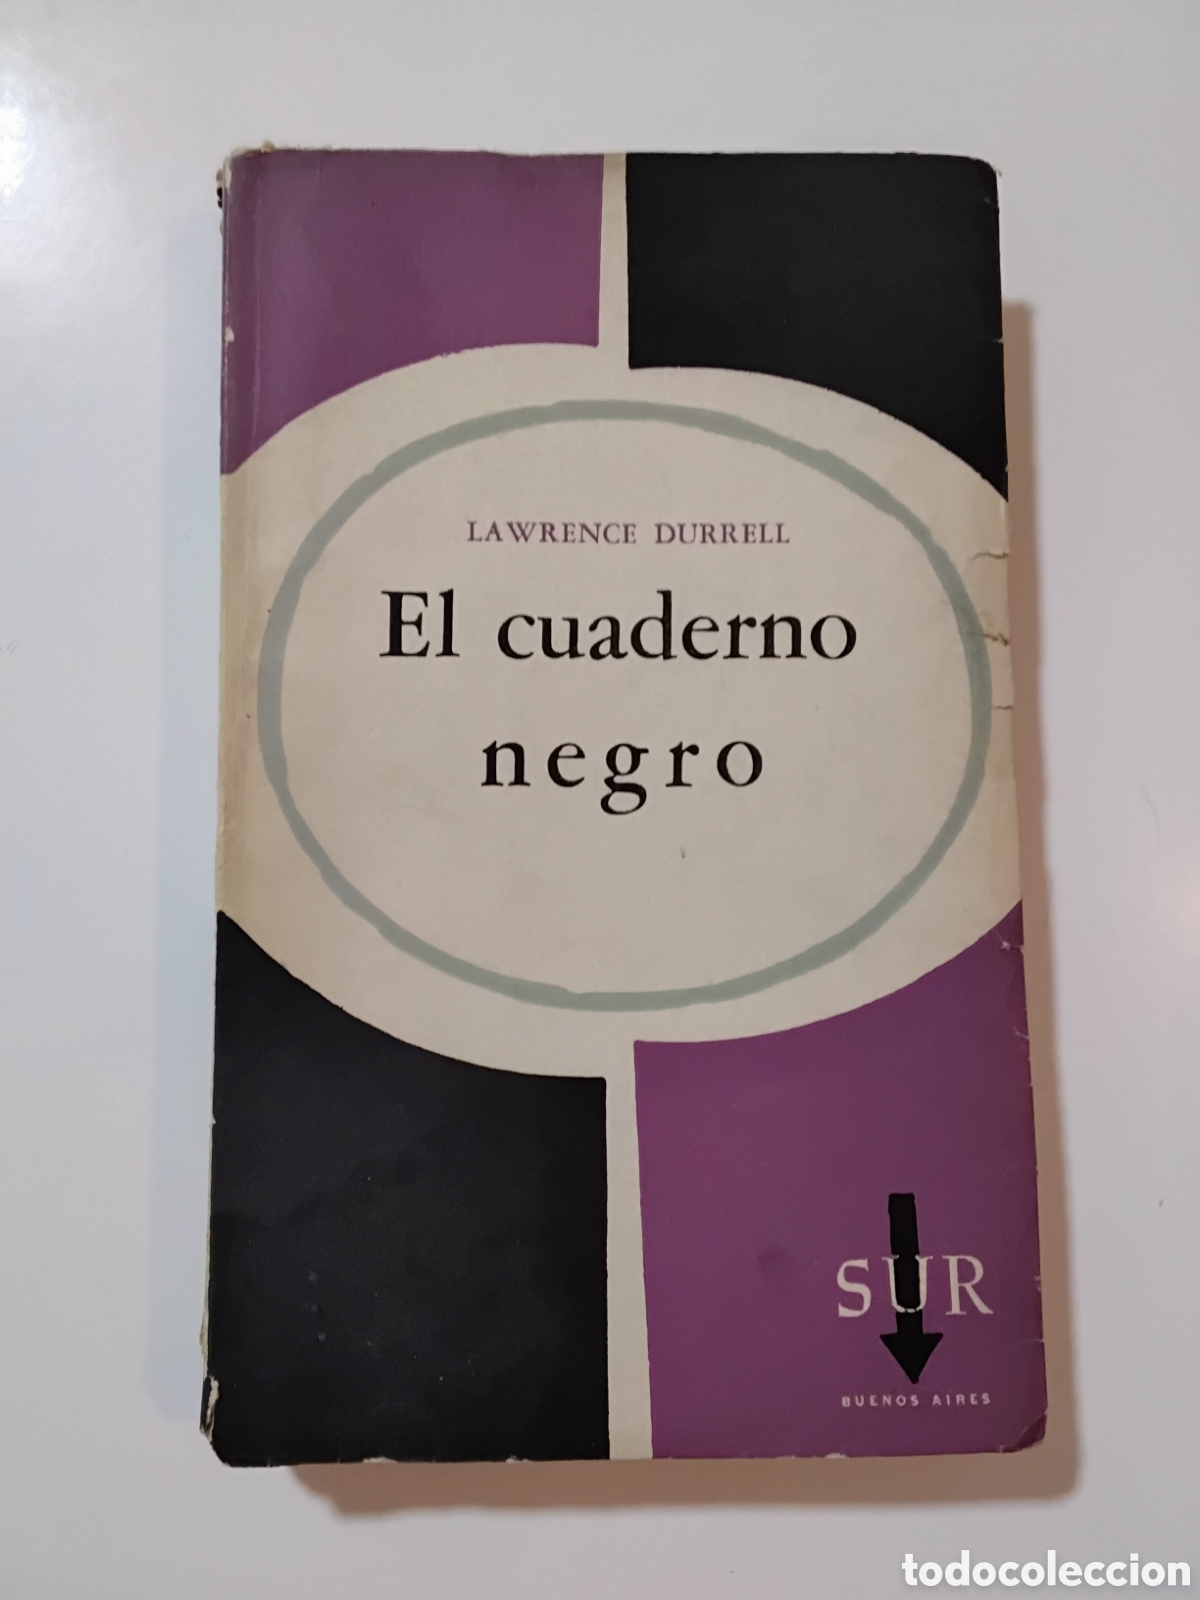 LAWRENCE DURRELL
El cuaderno
negro
SUR
BUENOS AIRES
todocoleccion